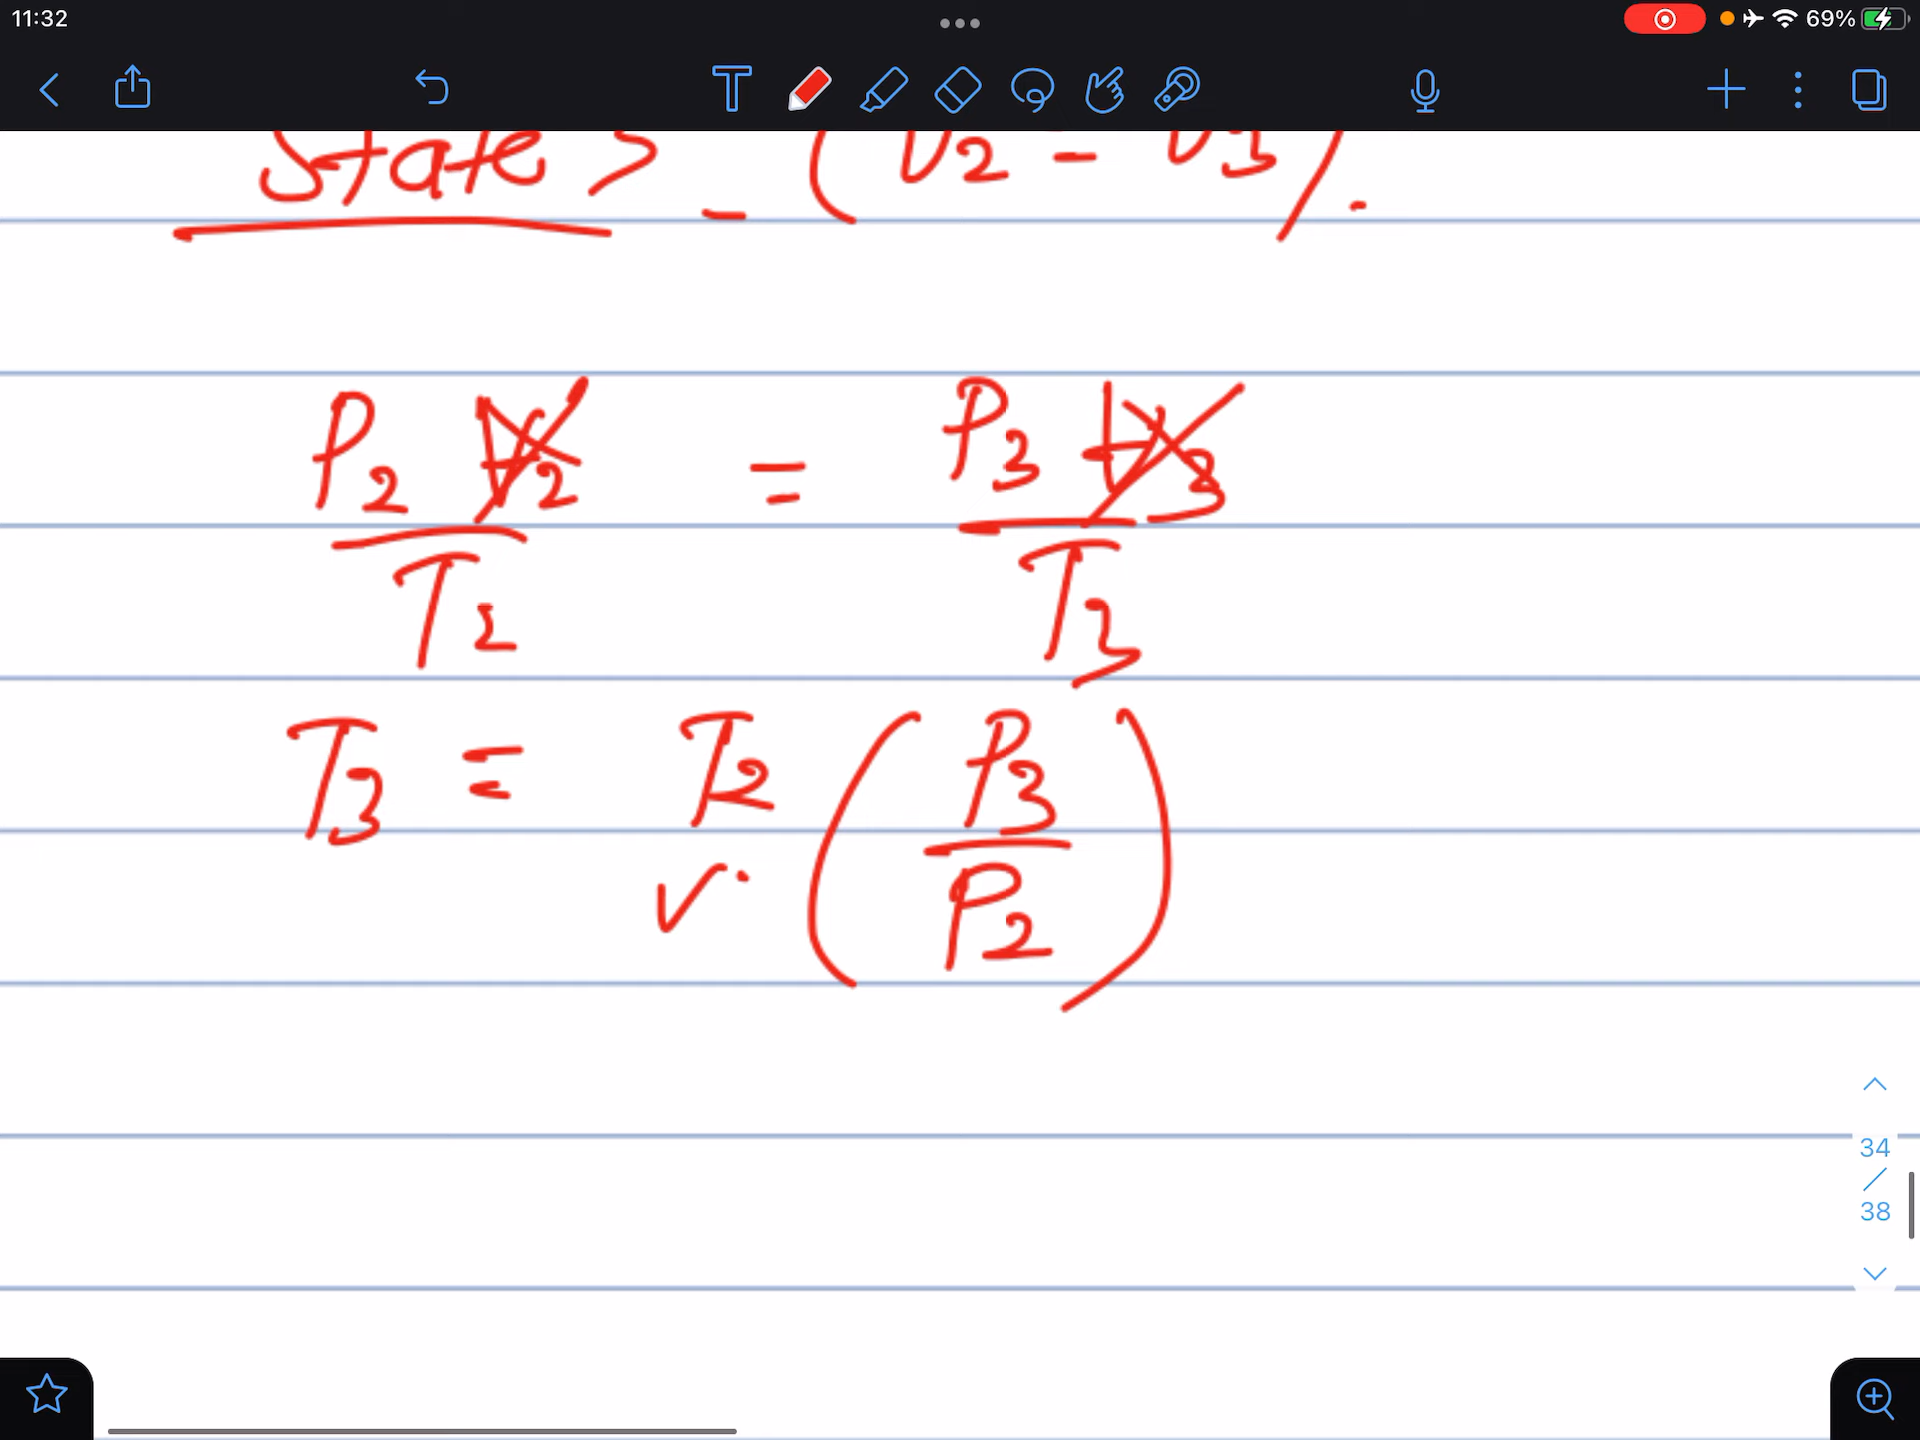 11:32
69%
State 3 - (V2 = V3).
P2 V2 = P3 V3
T2 T3
T3 = T2 ( P3
P2 )
34
/
38